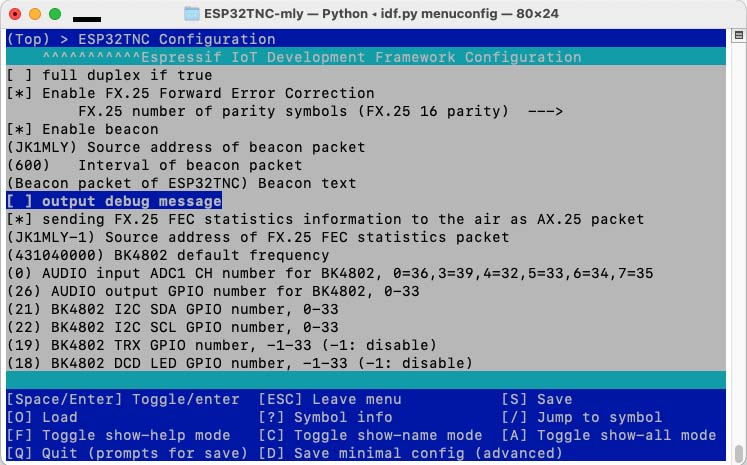 ESP32TNC-mly — Python ◂ idf.py menuconfig — 80×24
(Top) > ESP32TNC Configuration
^^^^^^^^^^^Espressif IoT Development Framework Configuration
[ ] full duplex if true
[*] Enable FX.25 Forward Error Correction
FX.25 number of parity symbols (FX.25 16 parity)  --->
[*] Enable beacon
(JK1MLY) Source address of beacon packet
(600)   Interval of beacon packet
(Beacon packet of ESP32TNC) Beacon text
[ ] output debug message
[*] sending FX.25 FEC statistics information to the air as AX.25 packet
(JK1MLY-1) Source address of FX.25 FEC statistics packet
(431040000) BK4802 default frequency
(0) AUDIO input ADC1 CH number for BK4802, 0=36,3=39,4=32,5=33,6=34,7=35
(26) AUDIO output GPIO number for BK4802, 0-33
(21) BK4802 I2C SDA GPIO number, 0-33
(22) BK4802 I2C SCL GPIO number, 0-33
(19) BK4802 TRX GPIO number, -1-33 (-1: disable)
(18) BK4802 DCD LED GPIO number, -1-33 (-1: disable)
[Space/Enter] Toggle/enter  [ESC] Leave menu           [S] Save
[O] Load                    [?] Symbol info            [/] Jump to symbol
[F] Toggle show-help mode   [C] Toggle show-name mode  [A] Toggle show-all mode
[Q] Quit (prompts for save) [D] Save minimal config (advanced)